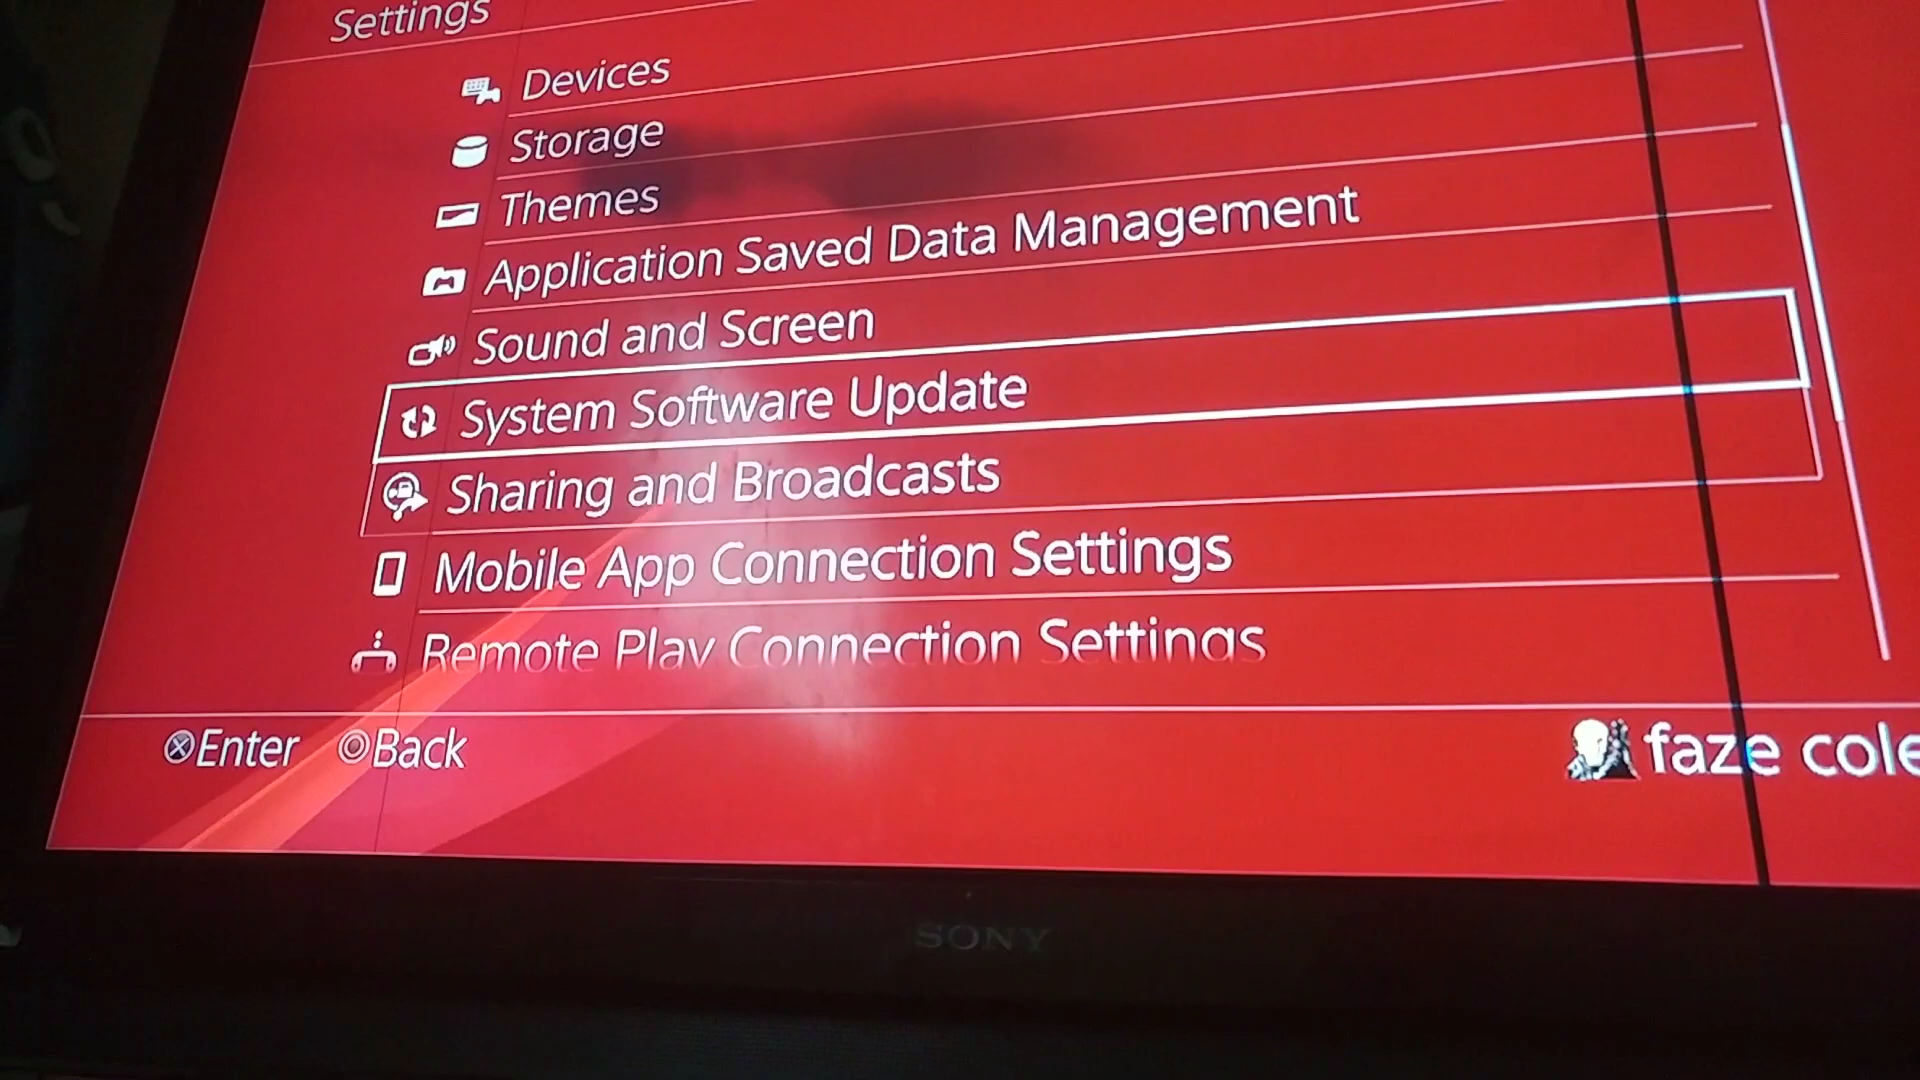 Settings
Devices
Storage
Themes
Application Saved Data Management
Sound and Screen
System Software Update
Sharing and Broadcasts
Mobile App Connection Settings
Remote Play Connection Settings
Enter Back
faze cole
SONY